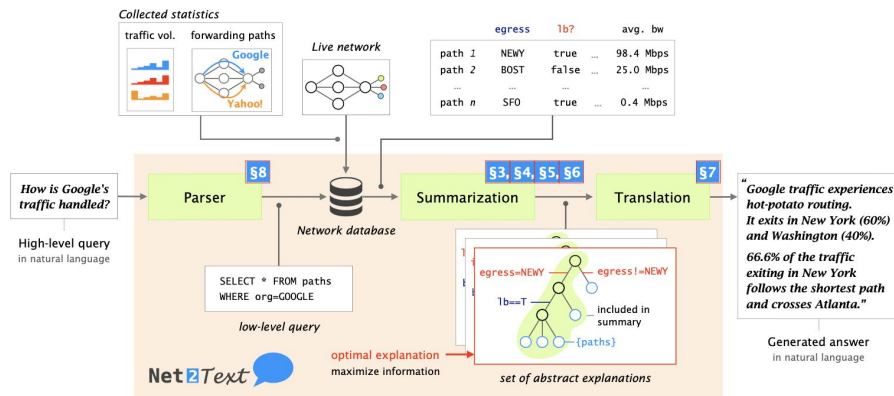 Collected statistics
traffic vol.
forwarding paths
Google
Yahoo!
Live network
egress lb? avg. bw
path 1 NEWY true … 98.4 Mbps
path 2 BOST false … 25.0 Mbps
… … … …
path n SFO true … 0.4 Mbps
How is Google's
traffic handled?
High-level query
in natural language
Parser
§8
Network database
Summarization
§3, §4, §5, §6
Translation
§7
SELECT * FROM paths
WHERE org=GOOGLE
low-level query
egress=NEWY
egress!=NEWY
lb==T
included in
summary
{paths}
optimal explanation
maximize information
set of abstract explanations
Net2Text
“Google traffic experiences
hot-potato routing.
It exits in New York (60%)
and Washington (40%).
66.6% of the traffic
exiting in New York
follows the shortest path
and crosses Atlanta.”
Generated answer
in natural language